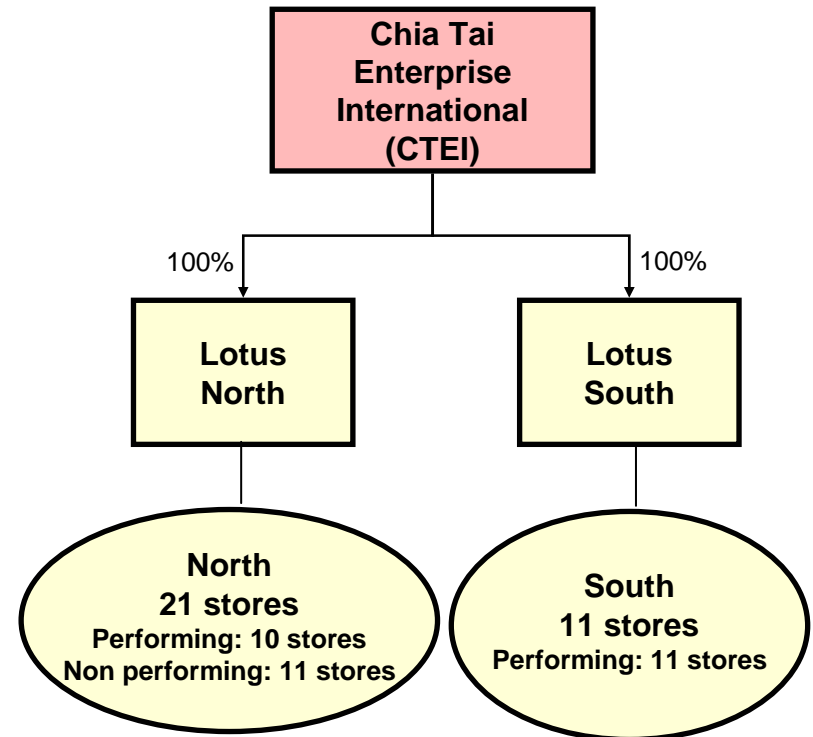 Chia Tai
Enterprise
International
(CTEI)
100%
100%
Lotus
North
Lotus
South
North
21 stores
Performing: 10 stores
Non performing: 11 stores
South
11 stores
Performing: 11 stores